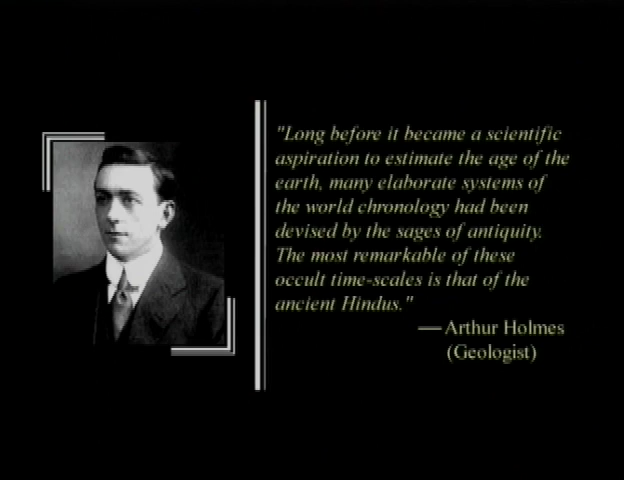 "Long before it became a scientific
aspiration to estimate the age of the
earth, many elaborate systems of
the world chronology had been
devised by the sages of antiquity.
The most remarkable of these
occult time-scales is that of the
ancient Hindus."
— Arthur Holmes
(Geologist)